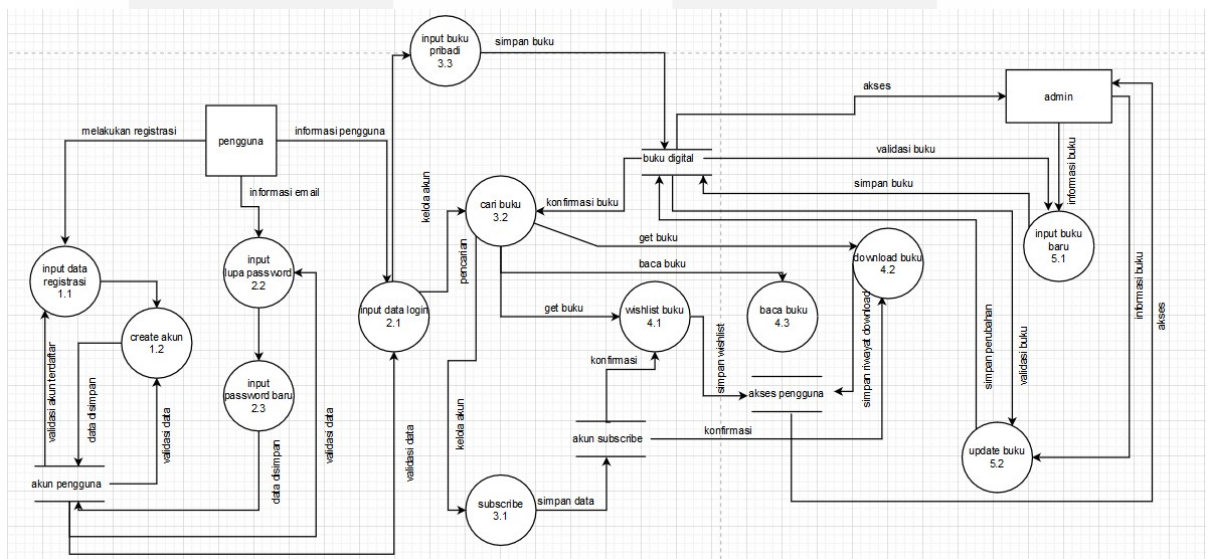 input buku
pribadi
3.3
simpan buku
akses
admin
melakukan registrasi
pengguna
informasi pengguna
buku digital
validasi buku
informasi buku
informasi email
kelola akun
cari buku
3.2
konfirmasi buku
simpan buku
input buku
baru
5.1
input data
registrasi
1.1
input
lupa password
2.2
pencarian
get buku
download buku
4.2
baca buku
input data login
2.1
get buku
wishlist buku
4.1
baca buku
4.3
create akun
1.2
validasi akun terdaftar
data disimpan
validasi data
input
password baru
2.3
validasi data
konfirmasi
simpan wishlist
simpan riwayat download
akses pengguna
simpan perubahan
validasi buku
informasi buku
akses
kelola akun
akun subscribe
konfirmasi
update buku
5.2
akun pengguna
data disimpan
validasi data
subscribe
3.1
simpan data